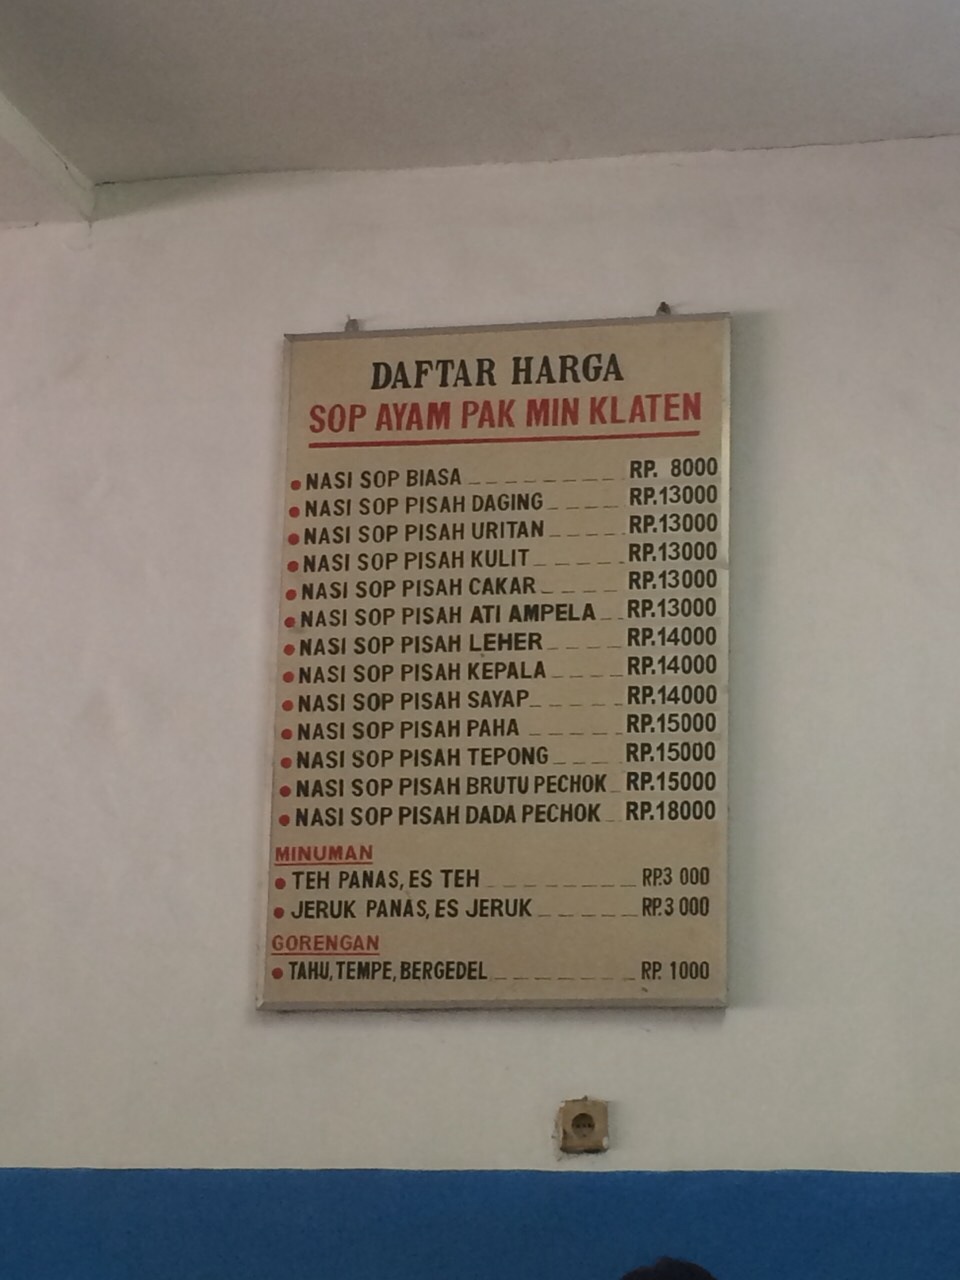 DAFTAR HARGA
SOP AYAM PAK MIN KLATEN
• NASI SOP BIASA _ _ _ _ _ _ _ _ RP. 8000
• NASI SOP PISAH DAGING _ _ _ _ RP.13000
• NASI SOP PISAH URITAN _ _ _ _ RP.13000
• NASI SOP PISAH KULIT _ _ _ _ _ RP.13000
• NASI SOP PISAH CAKAR _ _ _ _ RP.13000
• NASI SOP PISAH ATI AMPELA _ _ RP.13000
• NASI SOP PISAH LEHER _ _ _ _ RP.14000
• NASI SOP PISAH KEPALA _ _ _ _ RP.14000
• NASI SOP PISAH SAYAP _ _ _ _ _ RP.14000
• NASI SOP PISAH PAHA _ _ _ _ _ RP.15000
• NASI SOP PISAH TEPONG _ _ _ _ RP.15000
• NASI SOP PISAH BRUTU PECHOK _ RP.15000
• NASI SOP PISAH DADA PECHOK _ RP.18000
MINUMAN
• TEH PANAS, ES TEH _ _ _ _ _ _ _ _ RP.3 000
• JERUK PANAS, ES JERUK _ _ _ _ _ RP.3 000
GORENGAN
• TAHU, TEMPE, BERGEDEL _ _ _ _ _ _ _ RP. 1000